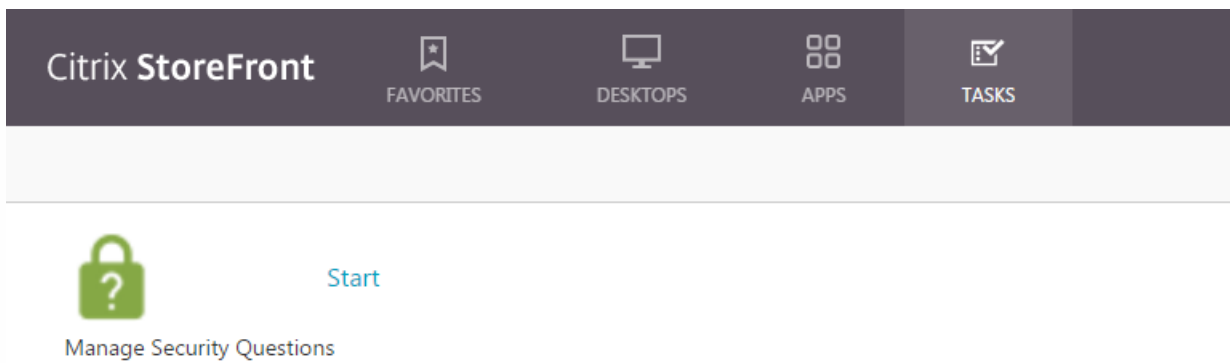 Citrix StoreFront
FAVORITES
DESKTOPS
APPS
TASKS
?
Start
Manage Security Questions